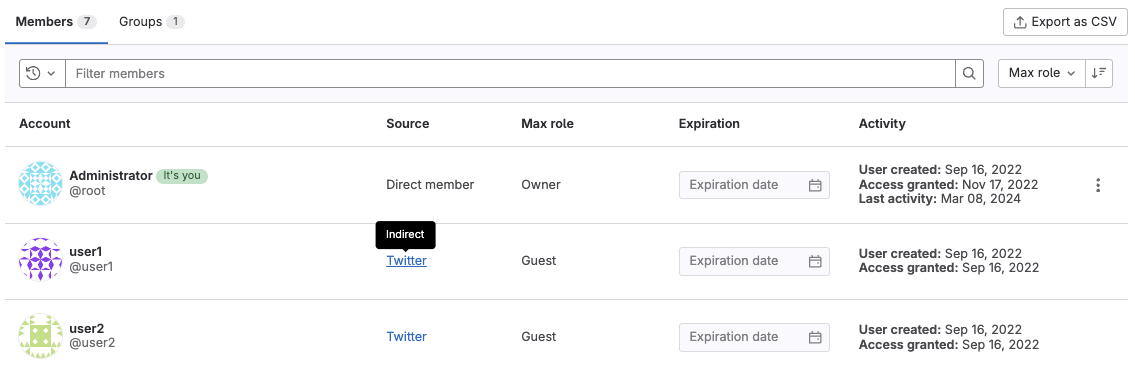 Members 7 Groups 1
Export as CSV
Filter members
Max role
Account Source Max role Expiration Activity
Administrator It's you
@root
Direct member
Owner
Expiration date
User created: Sep 16, 2022
Access granted: Nov 17, 2022
Last activity: Mar 08, 2024
Indirect
user1
@user1
Twitter
Guest
Expiration date
User created: Sep 16, 2022
Access granted: Sep 16, 2022
user2
@user2
Twitter
Guest
Expiration date
User created: Sep 16, 2022
Access granted: Sep 16, 2022